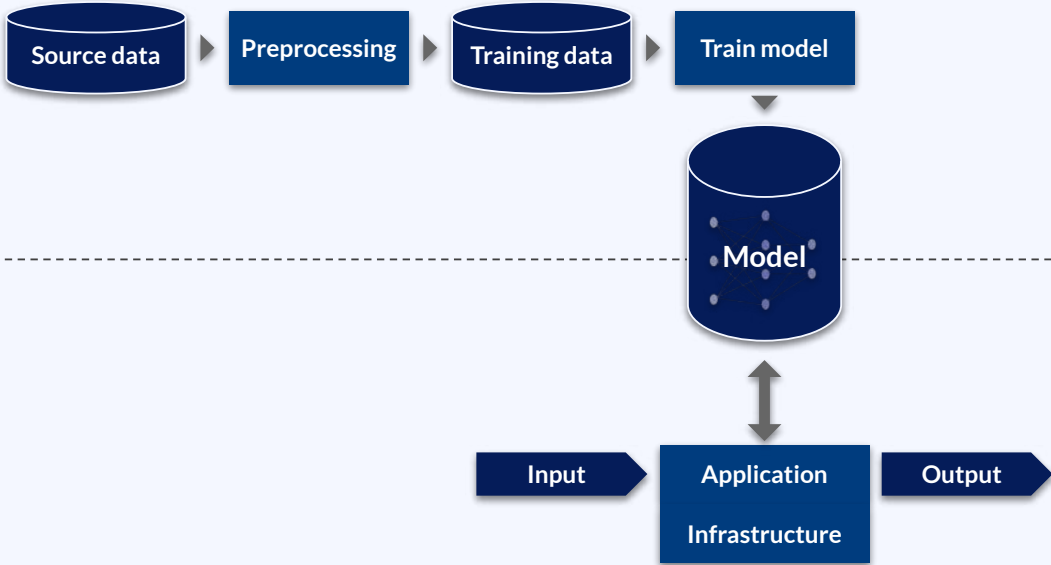 Source data
Preprocessing
Training data
Train model
Model
Input
Application
Output
Infrastructure